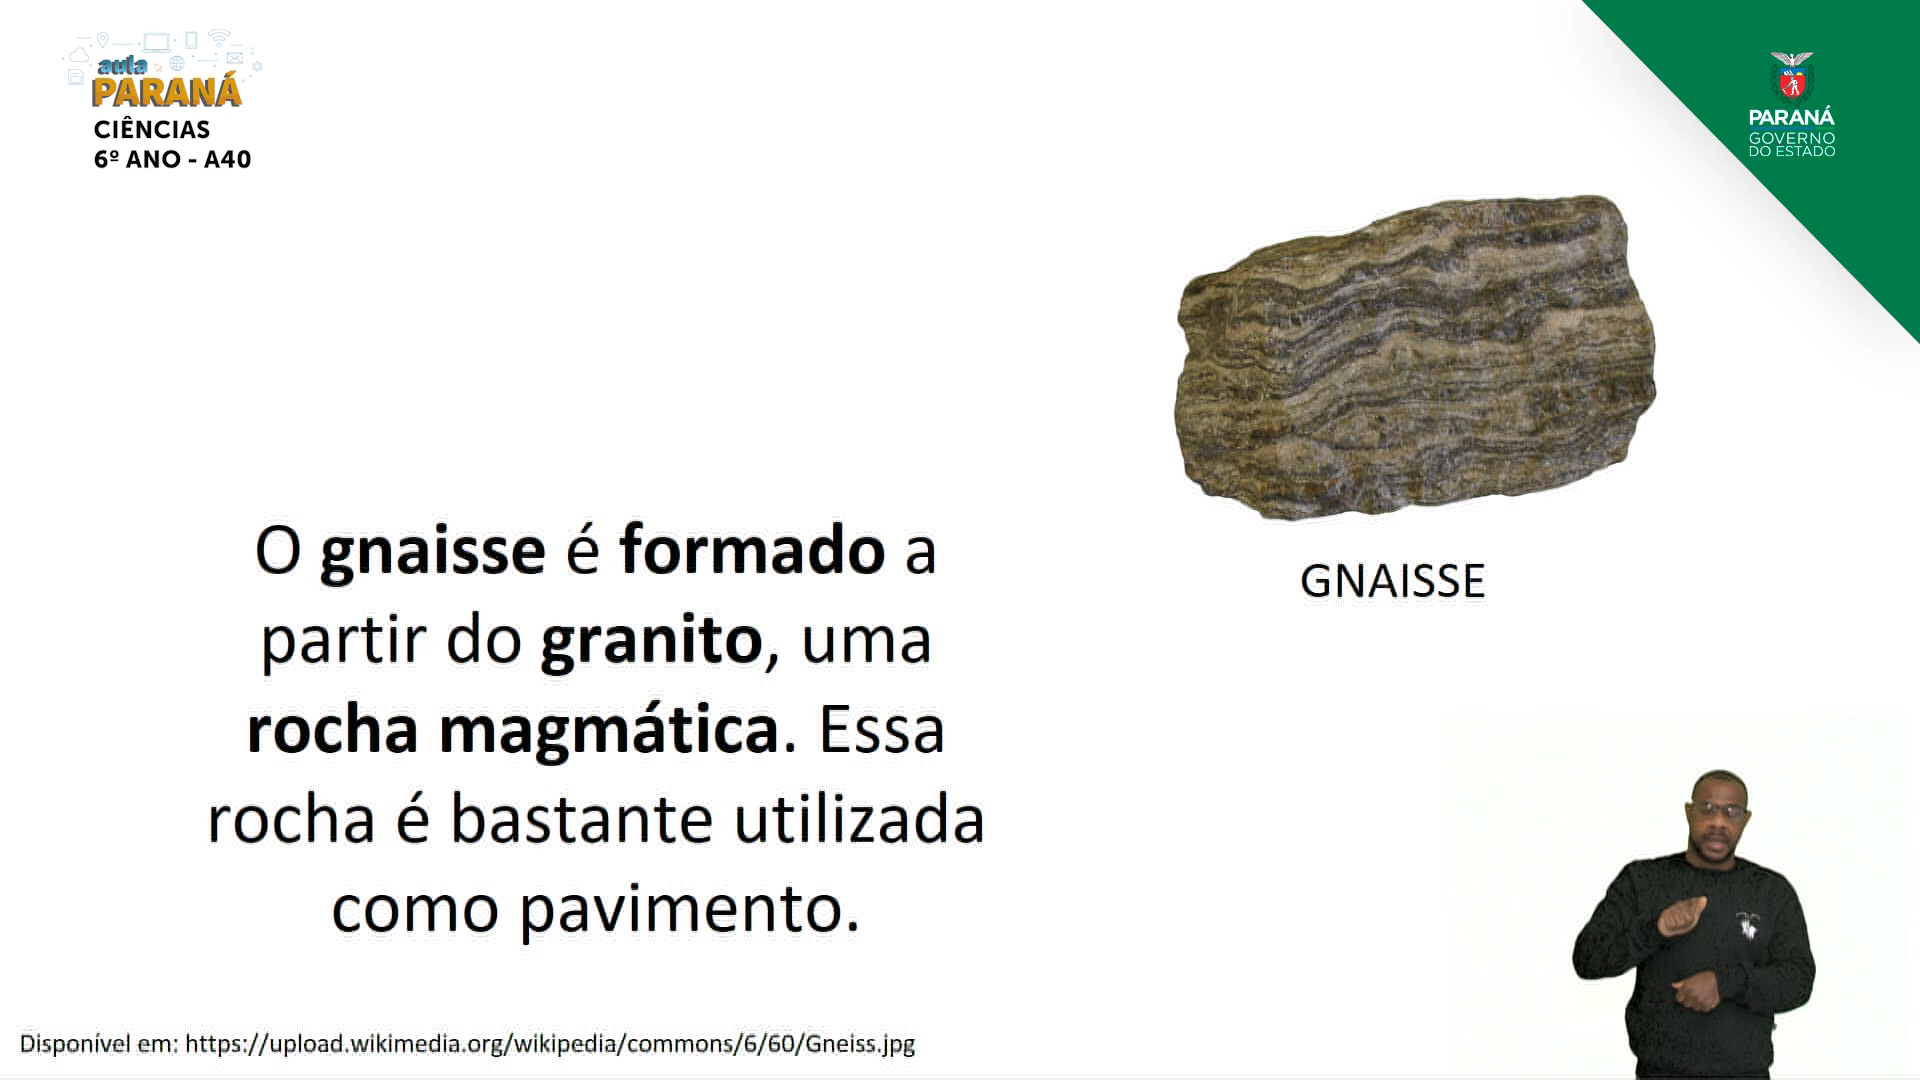 aula
PARANÁ
CIÊNCIAS
6º ANO - A40
PARANÁ
GOVERNO
DO ESTADO
GNAISSE
O gnaisse é formado a
partir do granito, uma
rocha magmática. Essa
rocha é bastante utilizada
como pavimento.
Disponível em: https://upload.wikimedia.org/wikipedia/commons/6/60/Gneiss.jpg